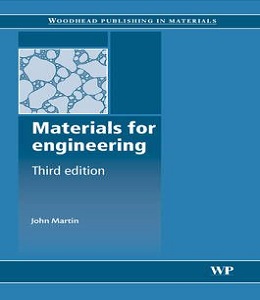 WOODHEAD PUBLISHING IN MATERIALS
Materials for
engineering
Third edition
John Martin
WP